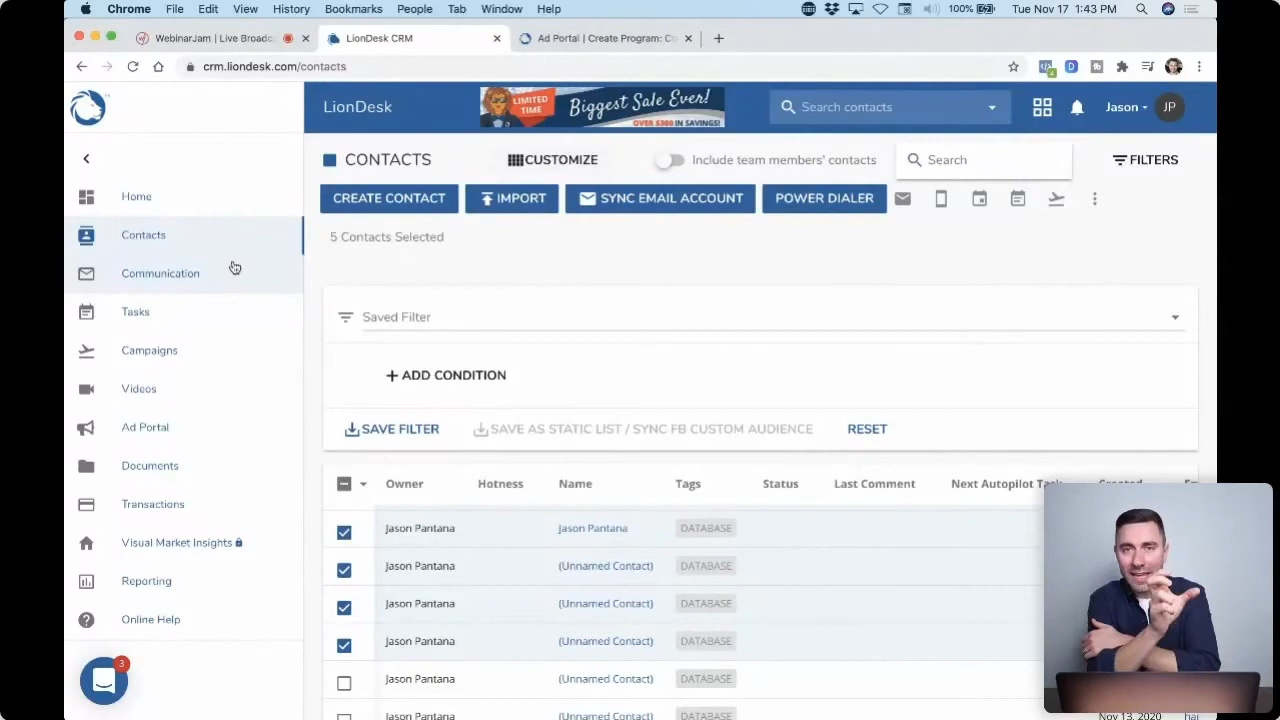 Chrome File Edit View History Bookmarks People Tab Window Help 100% Tue Nov 17 1:43 PM
WebinarJam | Live Broadc LionDesk CRM Ad Portal | Create Program: C
crm.liondesk.com/contacts
LionDesk LIMITED TIME Biggest Sale Ever! OVER $300 IN SAVINGS! Search contacts Jason JP
CONTACTS CUSTOMIZE Include team members' contacts Search FILTERS
CREATE CONTACT IMPORT SYNC EMAIL ACCOUNT POWER DIALER
5 Contacts Selected
Home
Contacts
Communication
Tasks
Campaigns
Videos
Ad Portal
Documents
Transactions
Visual Market Insights
Reporting
Online Help
3
Saved Filter
ADD CONDITION
SAVE FILTER SAVE AS STATIC LIST / SYNC FB CUSTOM AUDIENCE RESET
Owner Hotness Name Tags Status Last Comment Next Autopilot
Jason Pantana Jason Pantana DATABASE
Jason Pantana (Unnamed Contact) DATABASE
Jason Pantana (Unnamed Contact) DATABASE
Jason Pantana (Unnamed Contact) DATABASE
Jason Pantana (Unnamed Contact) DATABASE
Jason Pantana (Unnamed Contact) DATABASE Nov 13, 2020 hai